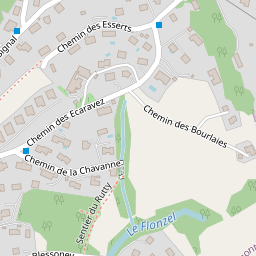 Chemin des Esserts
Chemin des Ecaravez
Chemin des Bourlaies
Chemin de la Chavanne
Sentier du Rutty
Le Flonzel